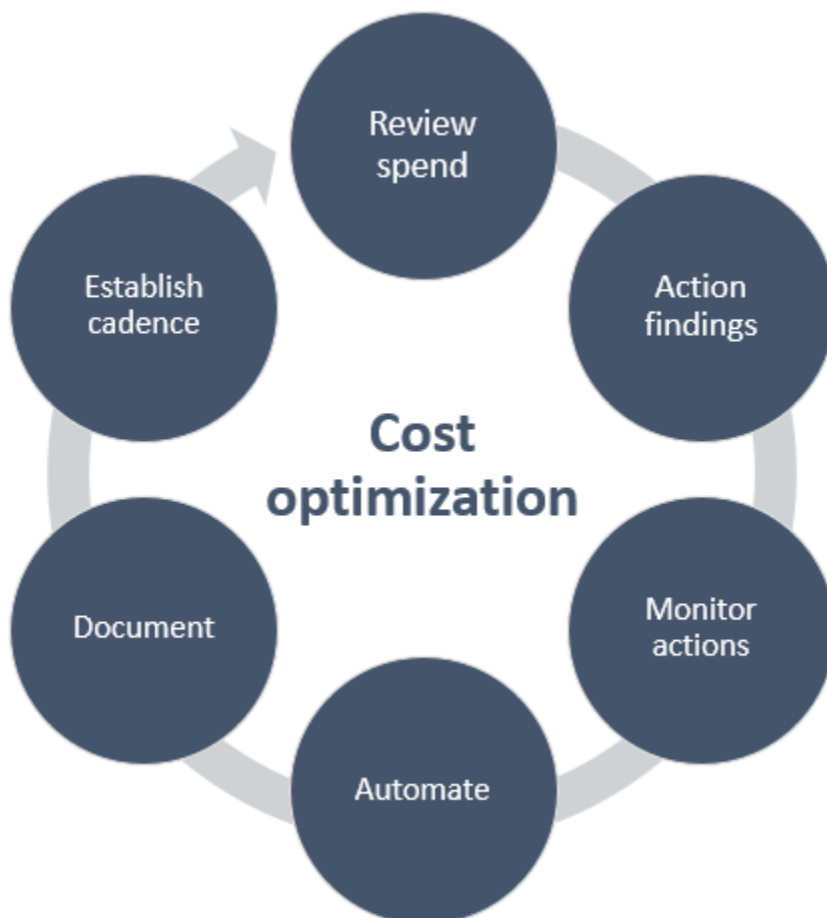 Review
spend
Action
findings
Monitor
actions
Automate
Document
Establish
cadence
Cost
optimization